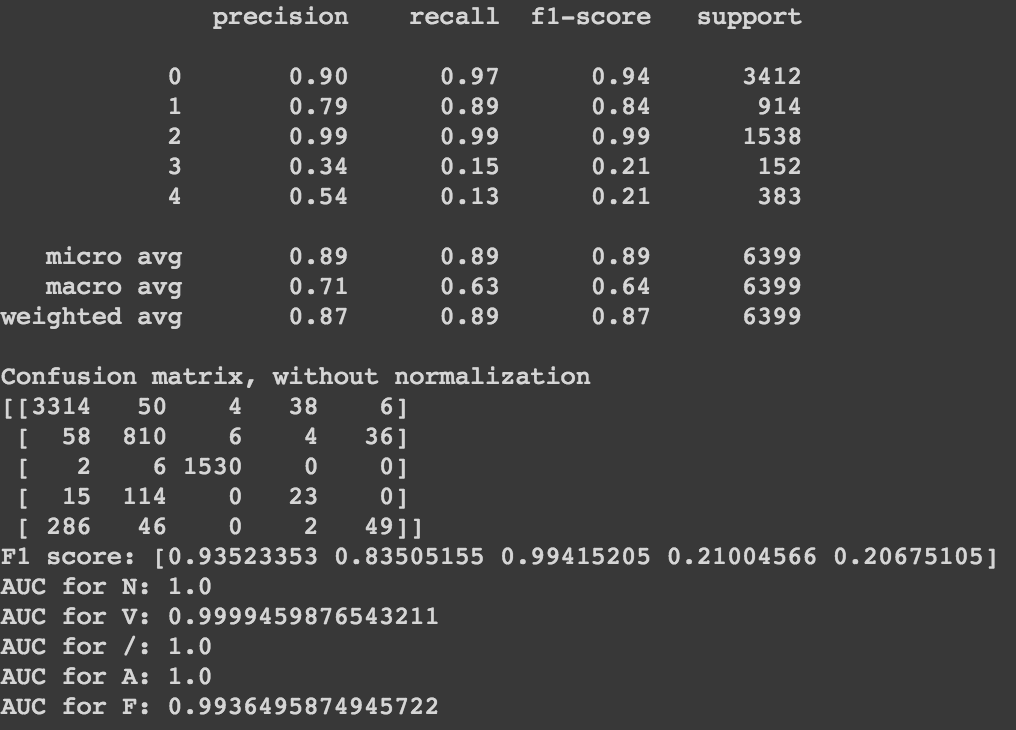 precision recall f1-score support
0 0.90 0.97 0.94 3412
1 0.79 0.89 0.84 914
2 0.99 0.99 0.99 1538
3 0.34 0.15 0.21 152
4 0.54 0.13 0.21 383
micro avg 0.89 0.89 0.89 6399
macro avg 0.71 0.63 0.64 6399
weighted avg 0.87 0.89 0.87 6399
Confusion matrix, without normalization
[[3314 50 4 38 6]
[ 58 810 6 4 36]
[ 2 6 1530 0 0]
[ 15 114 0 23 0]
[ 286 46 0 2 49]]
F1 score: [0.93523353 0.83505155 0.99415205 0.21004566 0.20675105]
AUC for N: 1.0
AUC for V: 0.9999459876543211
AUC for /: 1.0
AUC for A: 1.0
AUC for F: 0.9936495874945722